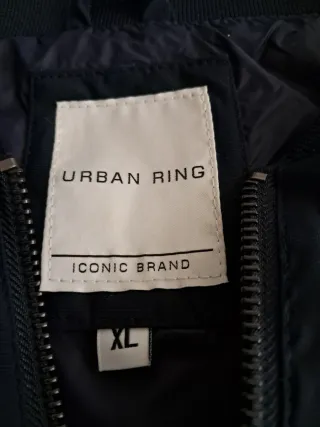 URBAN RING
ICONIC BRAND
XL